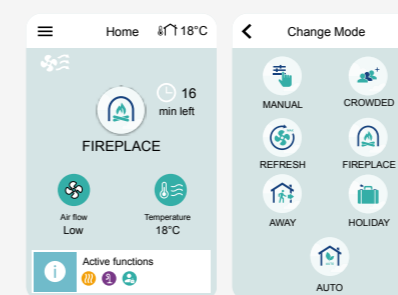 Home 18°C
16
min left
FIREPLACE
Air flow
Low
Temperature
18°C
Active functions
Change Mode
MANUAL
CROWDED
REFRESH
FIREPLACE
AWAY
HOLIDAY
AUTO